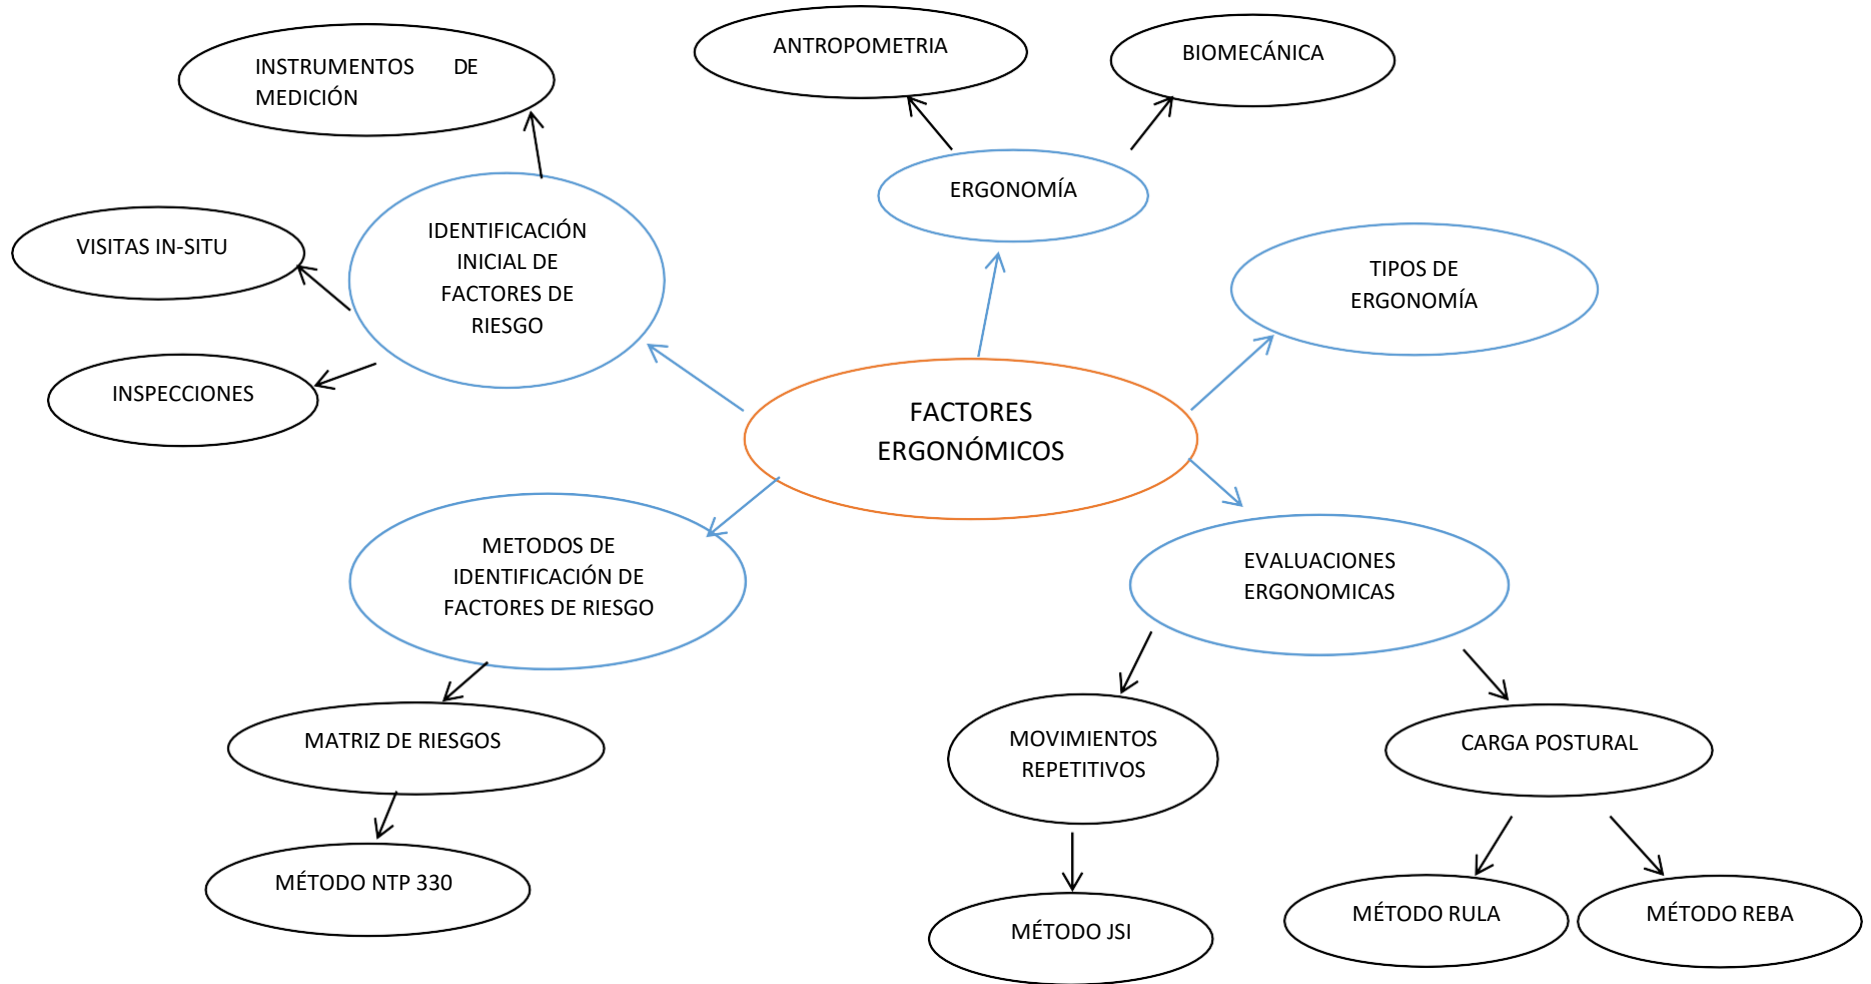 INSTRUMENTOS DE
MEDICIÓN
ANTROPOMETRIA
BIOMECÁNICA
ERGONOMÍA
VISITAS IN-SITU
IDENTIFICACIÓN
INICIAL DE
FACTORES DE
RIESGO
TIPOS DE
ERGONOMÍA
INSPECCIONES
FACTORES
ERGONÓMICOS
METODOS DE
IDENTIFICACIÓN DE
FACTORES DE RIESGO
EVALUACIONES
ERGONOMICAS
MATRIZ DE RIESGOS
MOVIMIENTOS
REPETITIVOS
CARGA POSTURAL
MÉTODO NTP 330
MÉTODO JSI
MÉTODO RULA
MÉTODO REBA